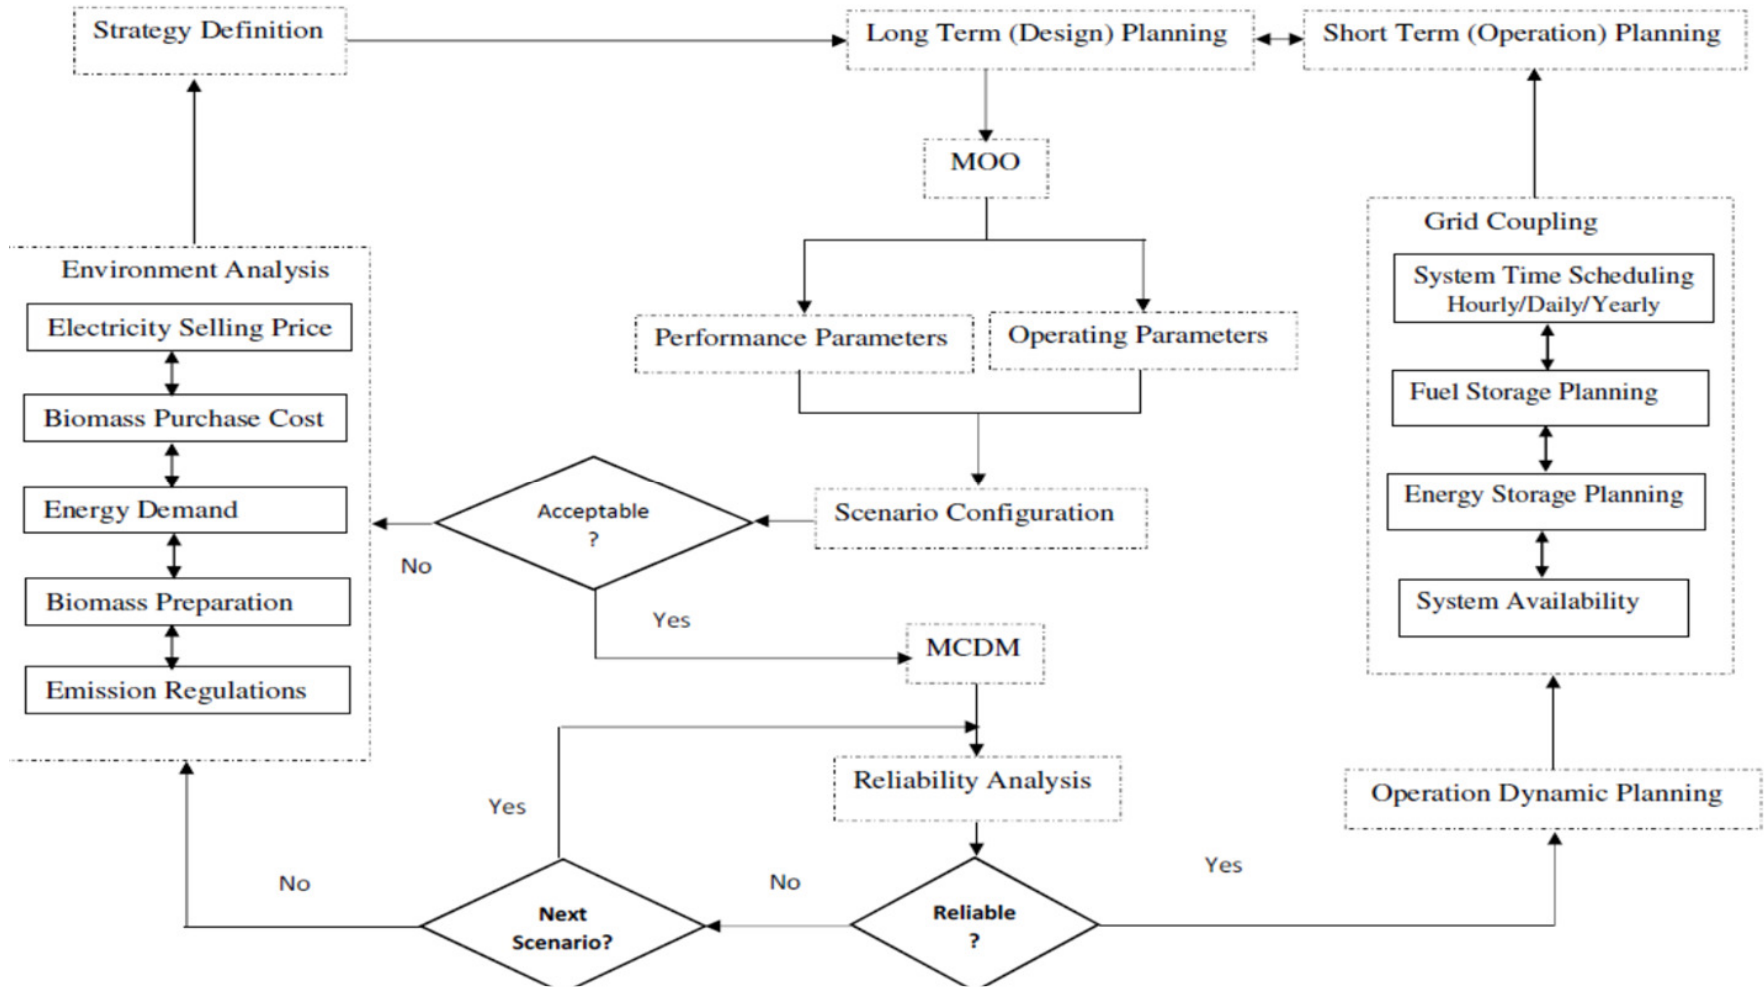 Strategy Definition
Long Term (Design) Planning
Short Term (Operation) Planning
MOO
Grid Coupling
System Time Scheduling
Hourly/Daily/Yearly
Fuel Storage Planning
Energy Storage Planning
System Availability
Environment Analysis
Electricity Selling Price
Biomass Purchase Cost
Energy Demand
Biomass Preparation
Emission Regulations
Performance Parameters
Operating Parameters
Scenario Configuration
Acceptable
?
No
Yes
MCDM
Reliability Analysis
Operation Dynamic Planning
Yes
Yes
No
No
Next
Scenario?
Reliable
?